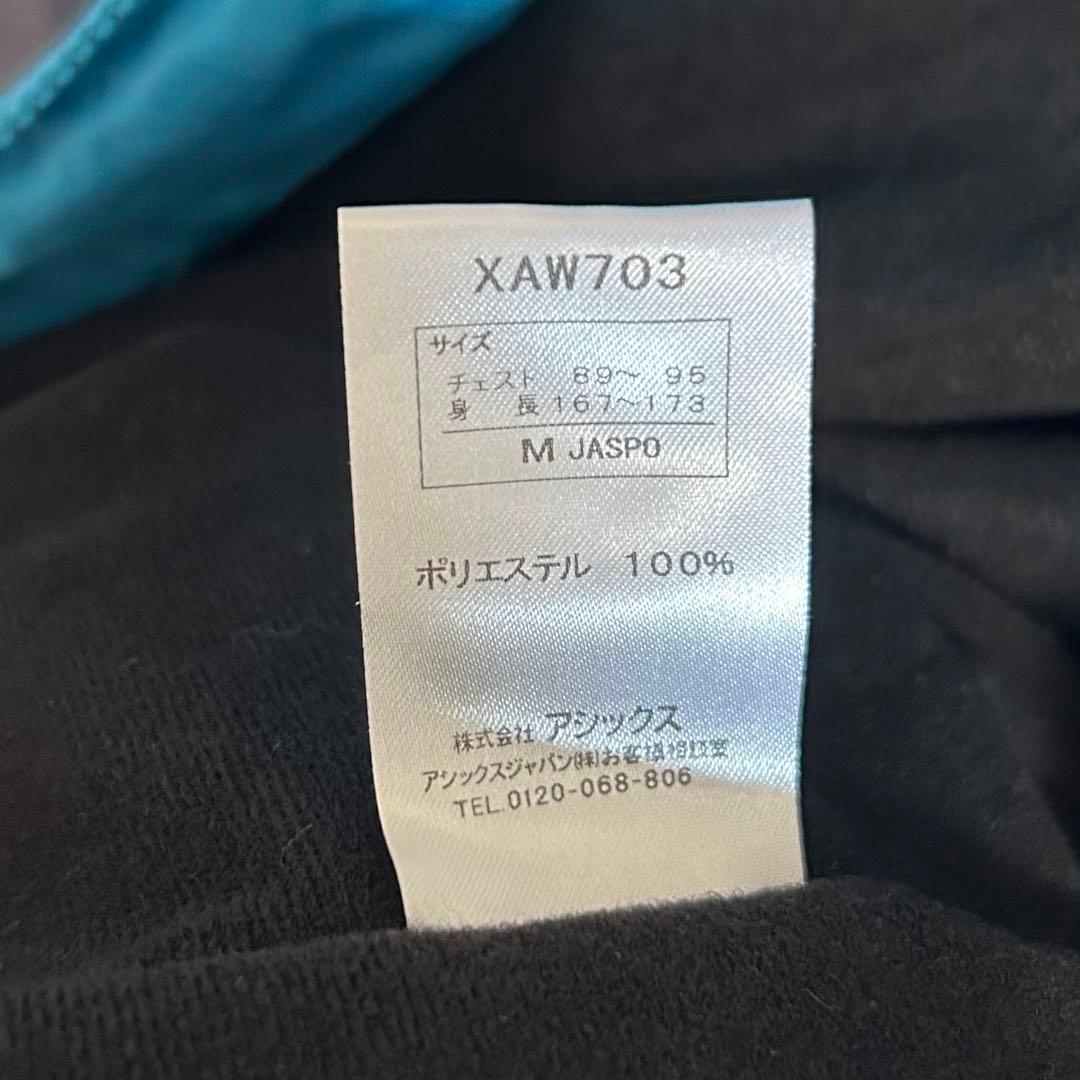 XAW703
サイズ
チェスト 89～ 95
身 長 167～173
M JASPO
ポリエステル 100%
株式会社 アシックス
アシックスジャパン(株)お客様相談室
TEL.0120-068-806